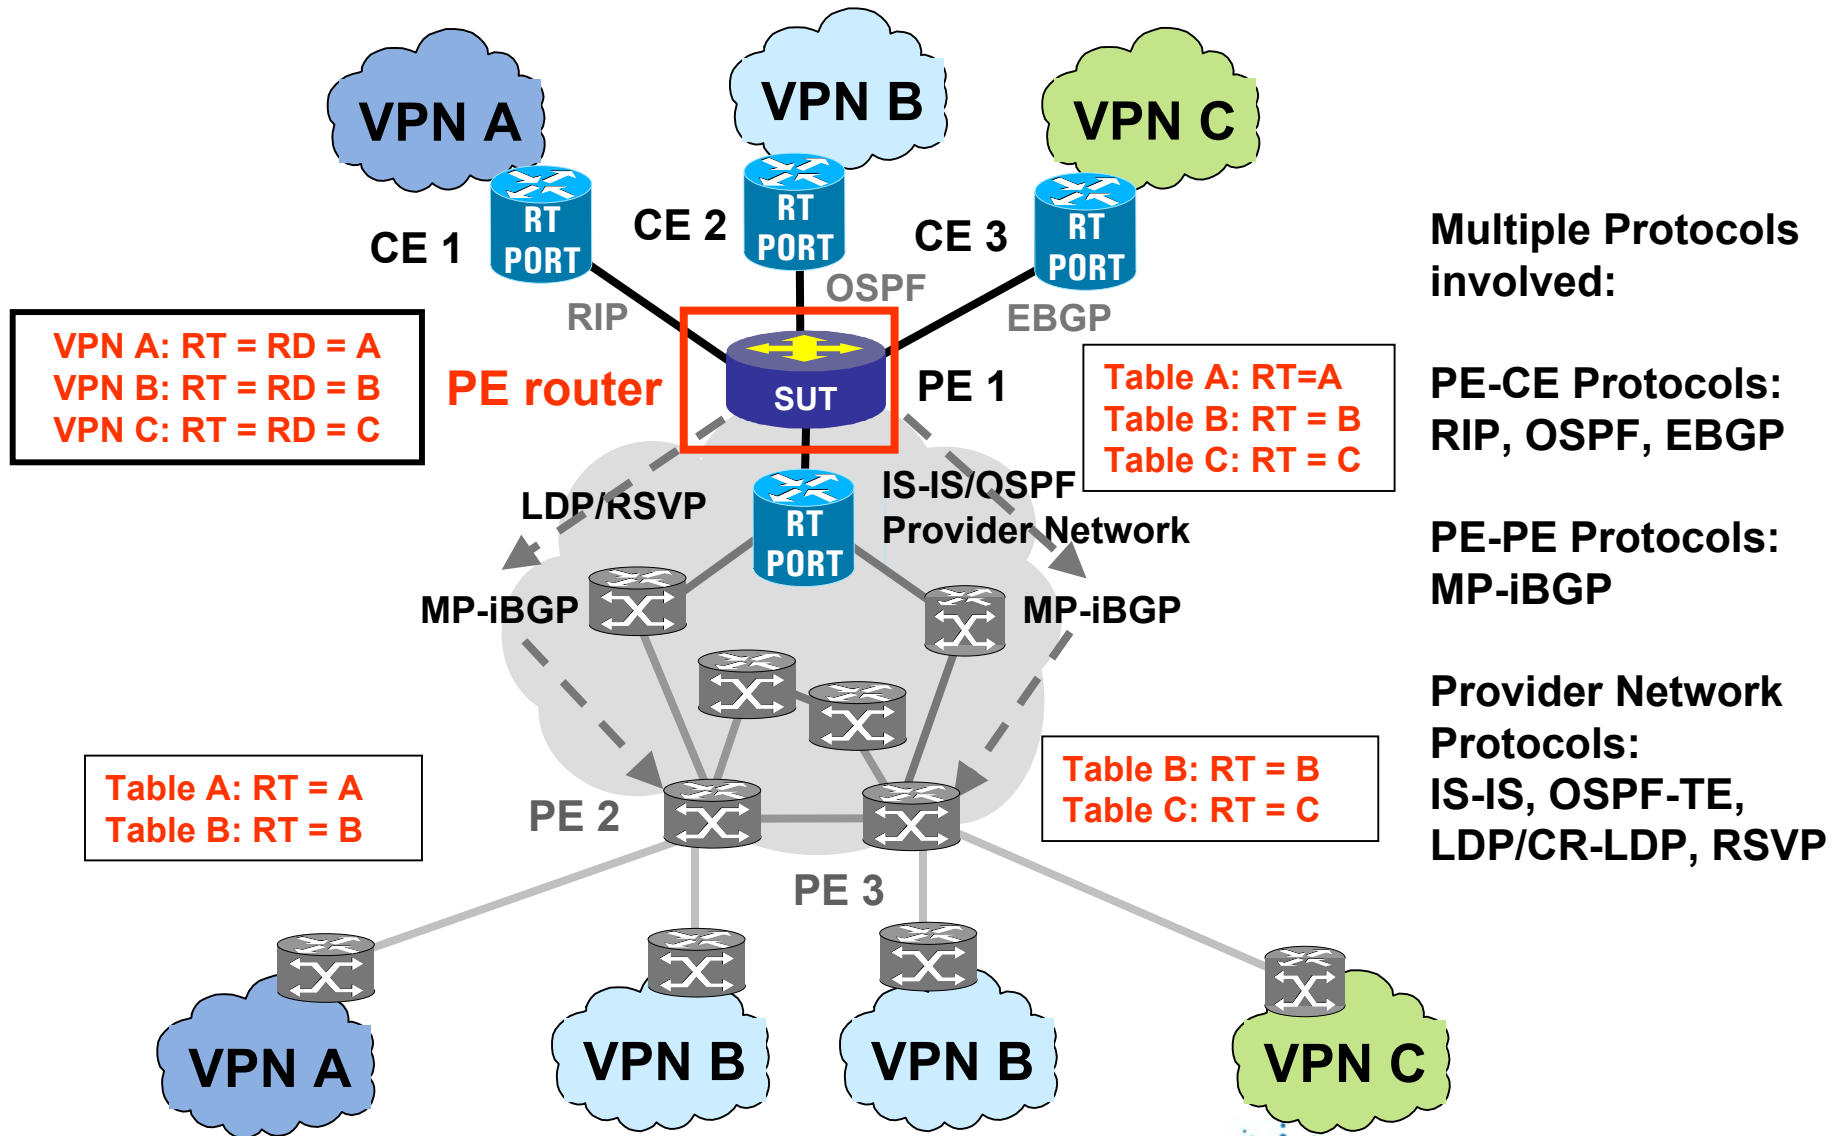 VPN A
VPN B
VPN C
RT
PORT
CE 1
RT
PORT
CE 2
RT
PORT
CE 3
RIP
OSPF
EBGP
VPN A: RT = RD = A
VPN B: RT = RD = B
VPN C: RT = RD = C
PE router
SUT
PE 1
Table A: RT=A
Table B: RT = B
Table C: RT = C
LDP/RSVP
RT
PORT
IS-IS/OSPF
Provider Network
MP-iBGP
MP-iBGP
Table A: RT = A
Table B: RT = B
PE 2
Table B: RT = B
Table C: RT = C
PE 3
VPN A
VPN B
VPN B
VPN C
Multiple Protocols
involved:
PE-CE Protocols:
RIP, OSPF, EBGP
PE-PE Protocols:
MP-iBGP
Provider Network
Protocols:
IS-IS, OSPF-TE,
LDP/CR-LDP, RSVP